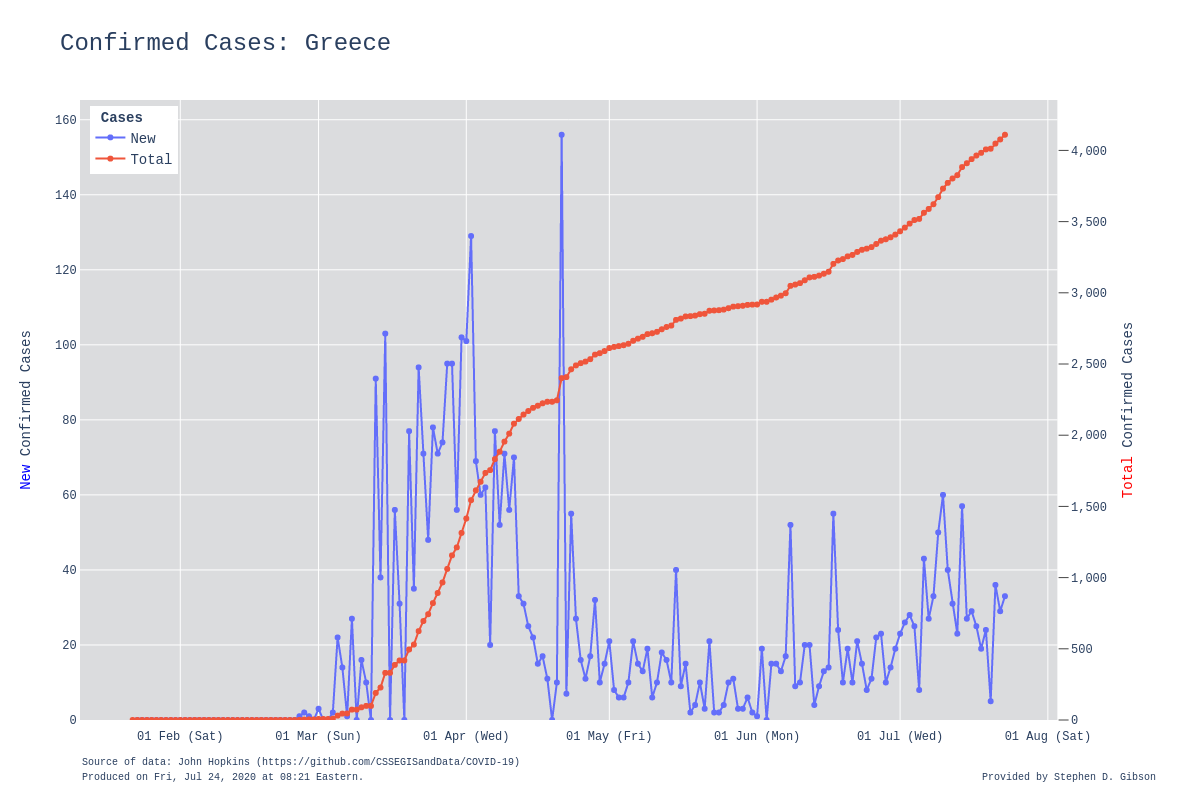 Confirmed Cases: Greece
Cases
New
Total
160
140
120
100
80
60
40
20
0
New Confirmed Cases
4,000
3,500
3,000
2,500
2,000
1,500
1,000
500
0
Total Confirmed Cases
01 Feb (Sat)
01 Mar (Sun)
01 Apr (Wed)
01 May (Fri)
01 Jun (Mon)
01 Jul (Wed)
01 Aug (Sat)
Source of data: John Hopkins (https://github.com/CSSEGISandData/COVID-19)
Produced on Fri, Jul 24, 2020 at 08:21 Eastern.
Provided by Stephen D. Gibson